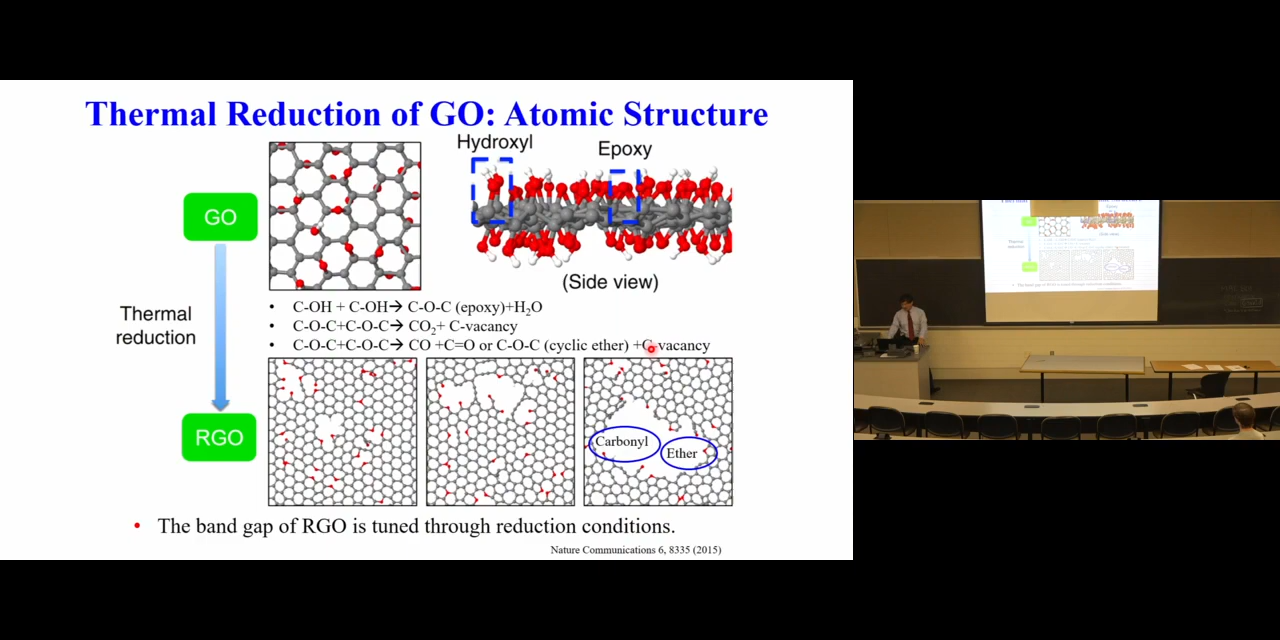 Thermal Reduction of GO: Atomic Structure
Hydroxyl
Epoxy
GO
(Side view)
Thermal
reduction
• C-OH + C-OH→ C-O-C (epoxy)+H₂O
• C-O-C+C-O-C→ CO₂+ C-vacancy
• C-O-C+C-O-C→ CO +C=O or C-O-C (cyclic ether) +C vacancy
RGO
Carbonyl
Ether
• The band gap of RGO is tuned through reduction conditions.
Nature Communications 6, 8335 (2015)